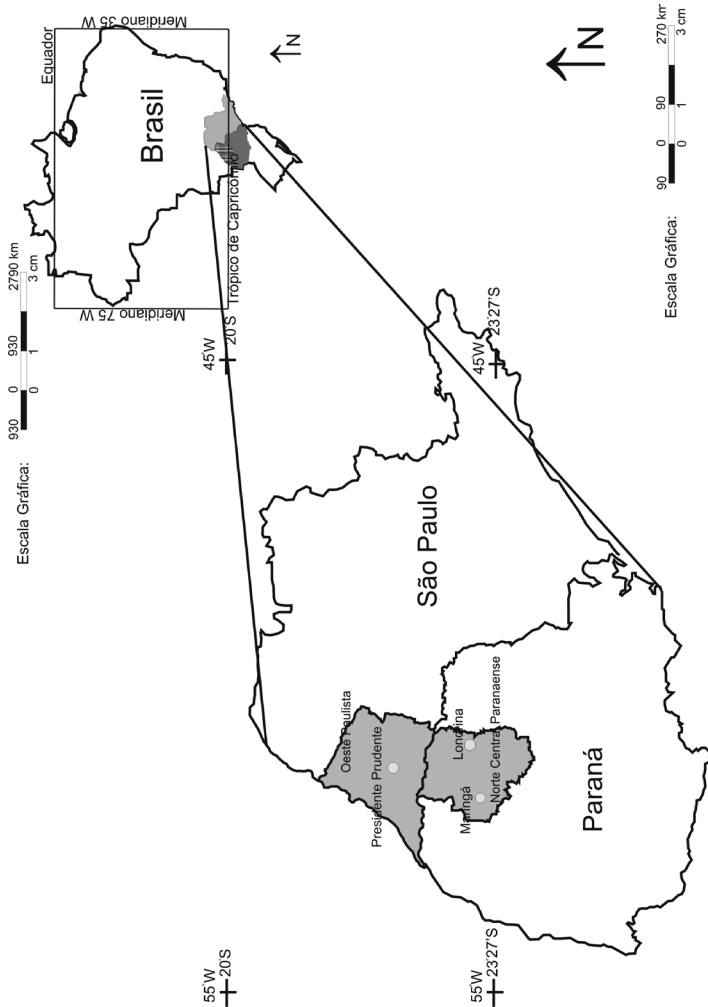 Escala Gráfica:
930 0 930 2790 km
0 1 3 cm
Equador
Meridiano 35 W
Brasil
Meridiano 75 W
Trópico de Capricórnio
N
45°W
20°S
55°W
20°S
São Paulo
Oeste Paulista
Presidente Prudente
Maringá
Londrina
Norte Central Paranaense
Paraná
45°W
23°27'S
55°W
23°27'S
N
Escala Gráfica:
90 0 90 270 km
0 1 3 cm